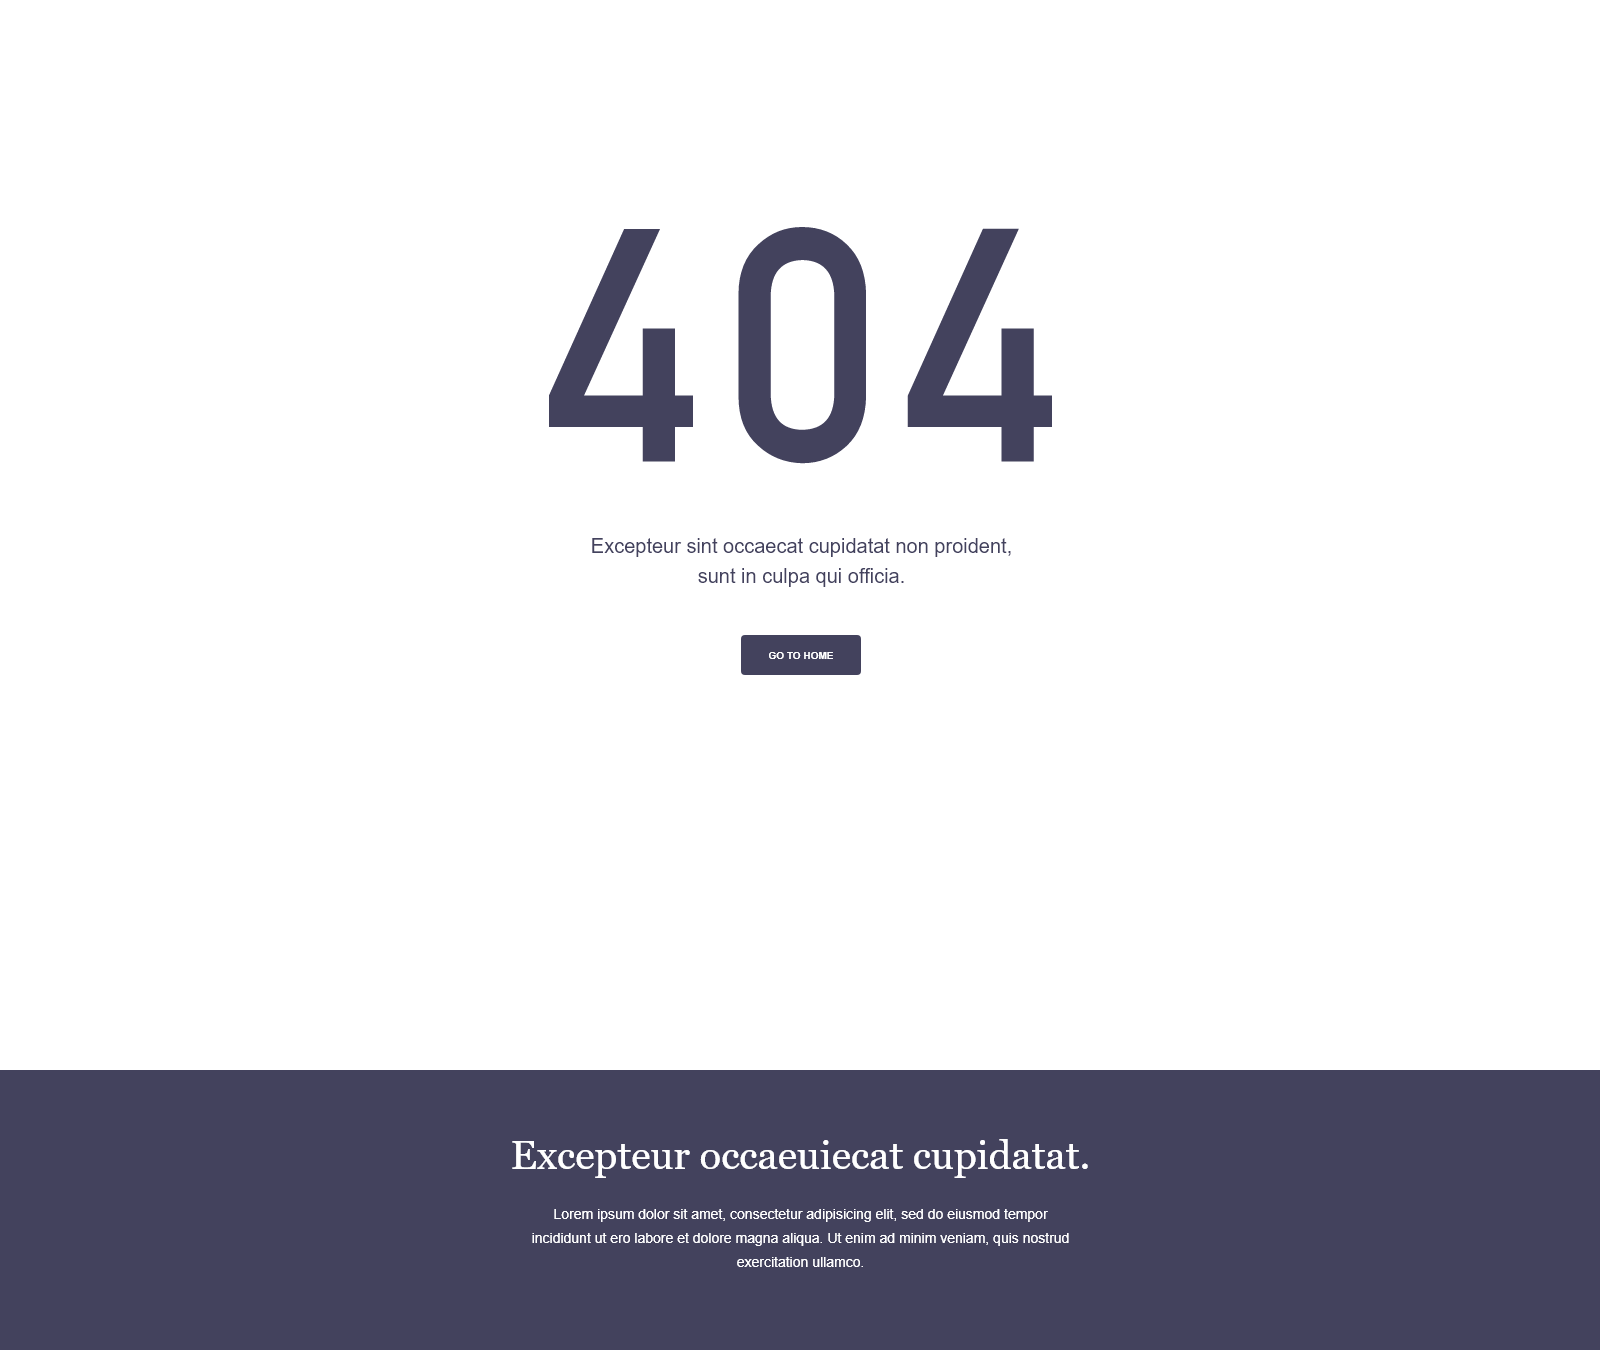 404
Excepteur sint occaecat cupidatat non proident,
sunt in culpa qui officia.
GO TO HOME
Excepteur occaeuiecat cupidatat.
Lorem ipsum dolor sit amet, consectetur adipisicing elit, sed do eiusmod tempor
incididunt ut ero labore et dolore magna aliqua. Ut enim ad minim veniam, quis nostrud
exercitation ullamco.